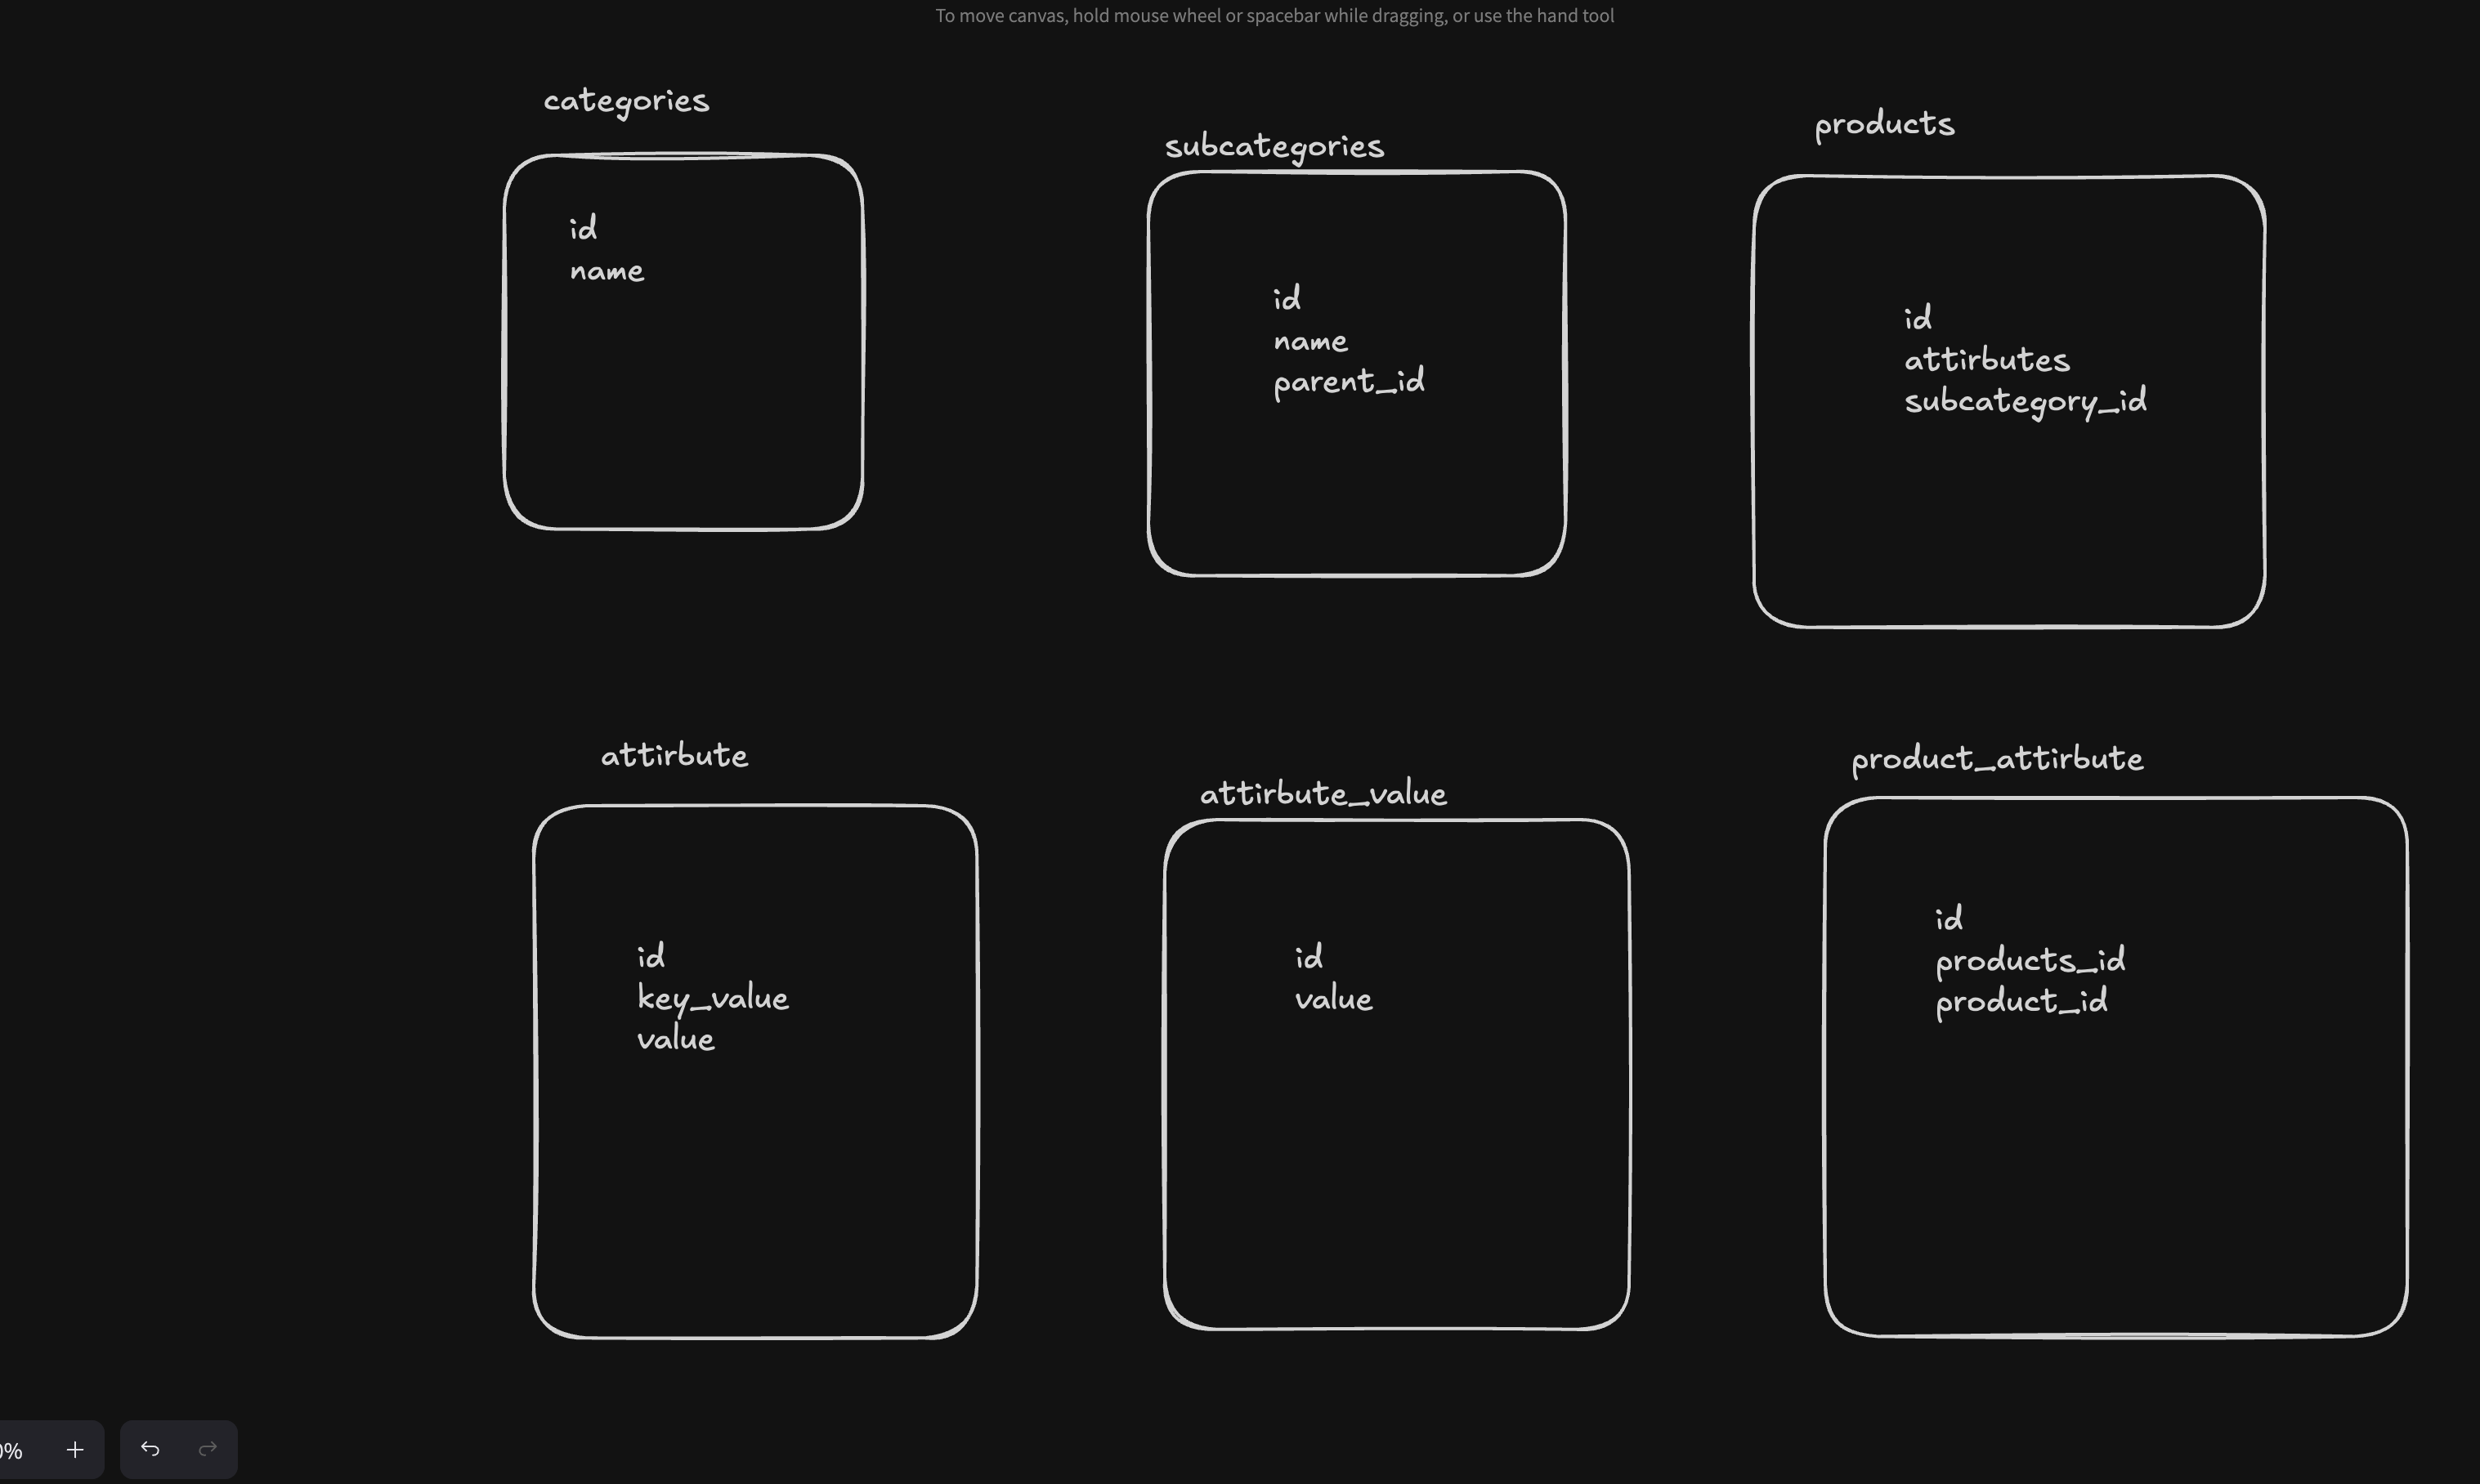 To move canvas, hold mouse wheel or spacebar while dragging, or use the hand tool
categories
id
name
subcategories
id
name
parent_id
products
id
attirbutes
subcategory_id
attirbute
id
key_value
value
attirbute_value
id
value
product_attirbute
id
products_id
product_id